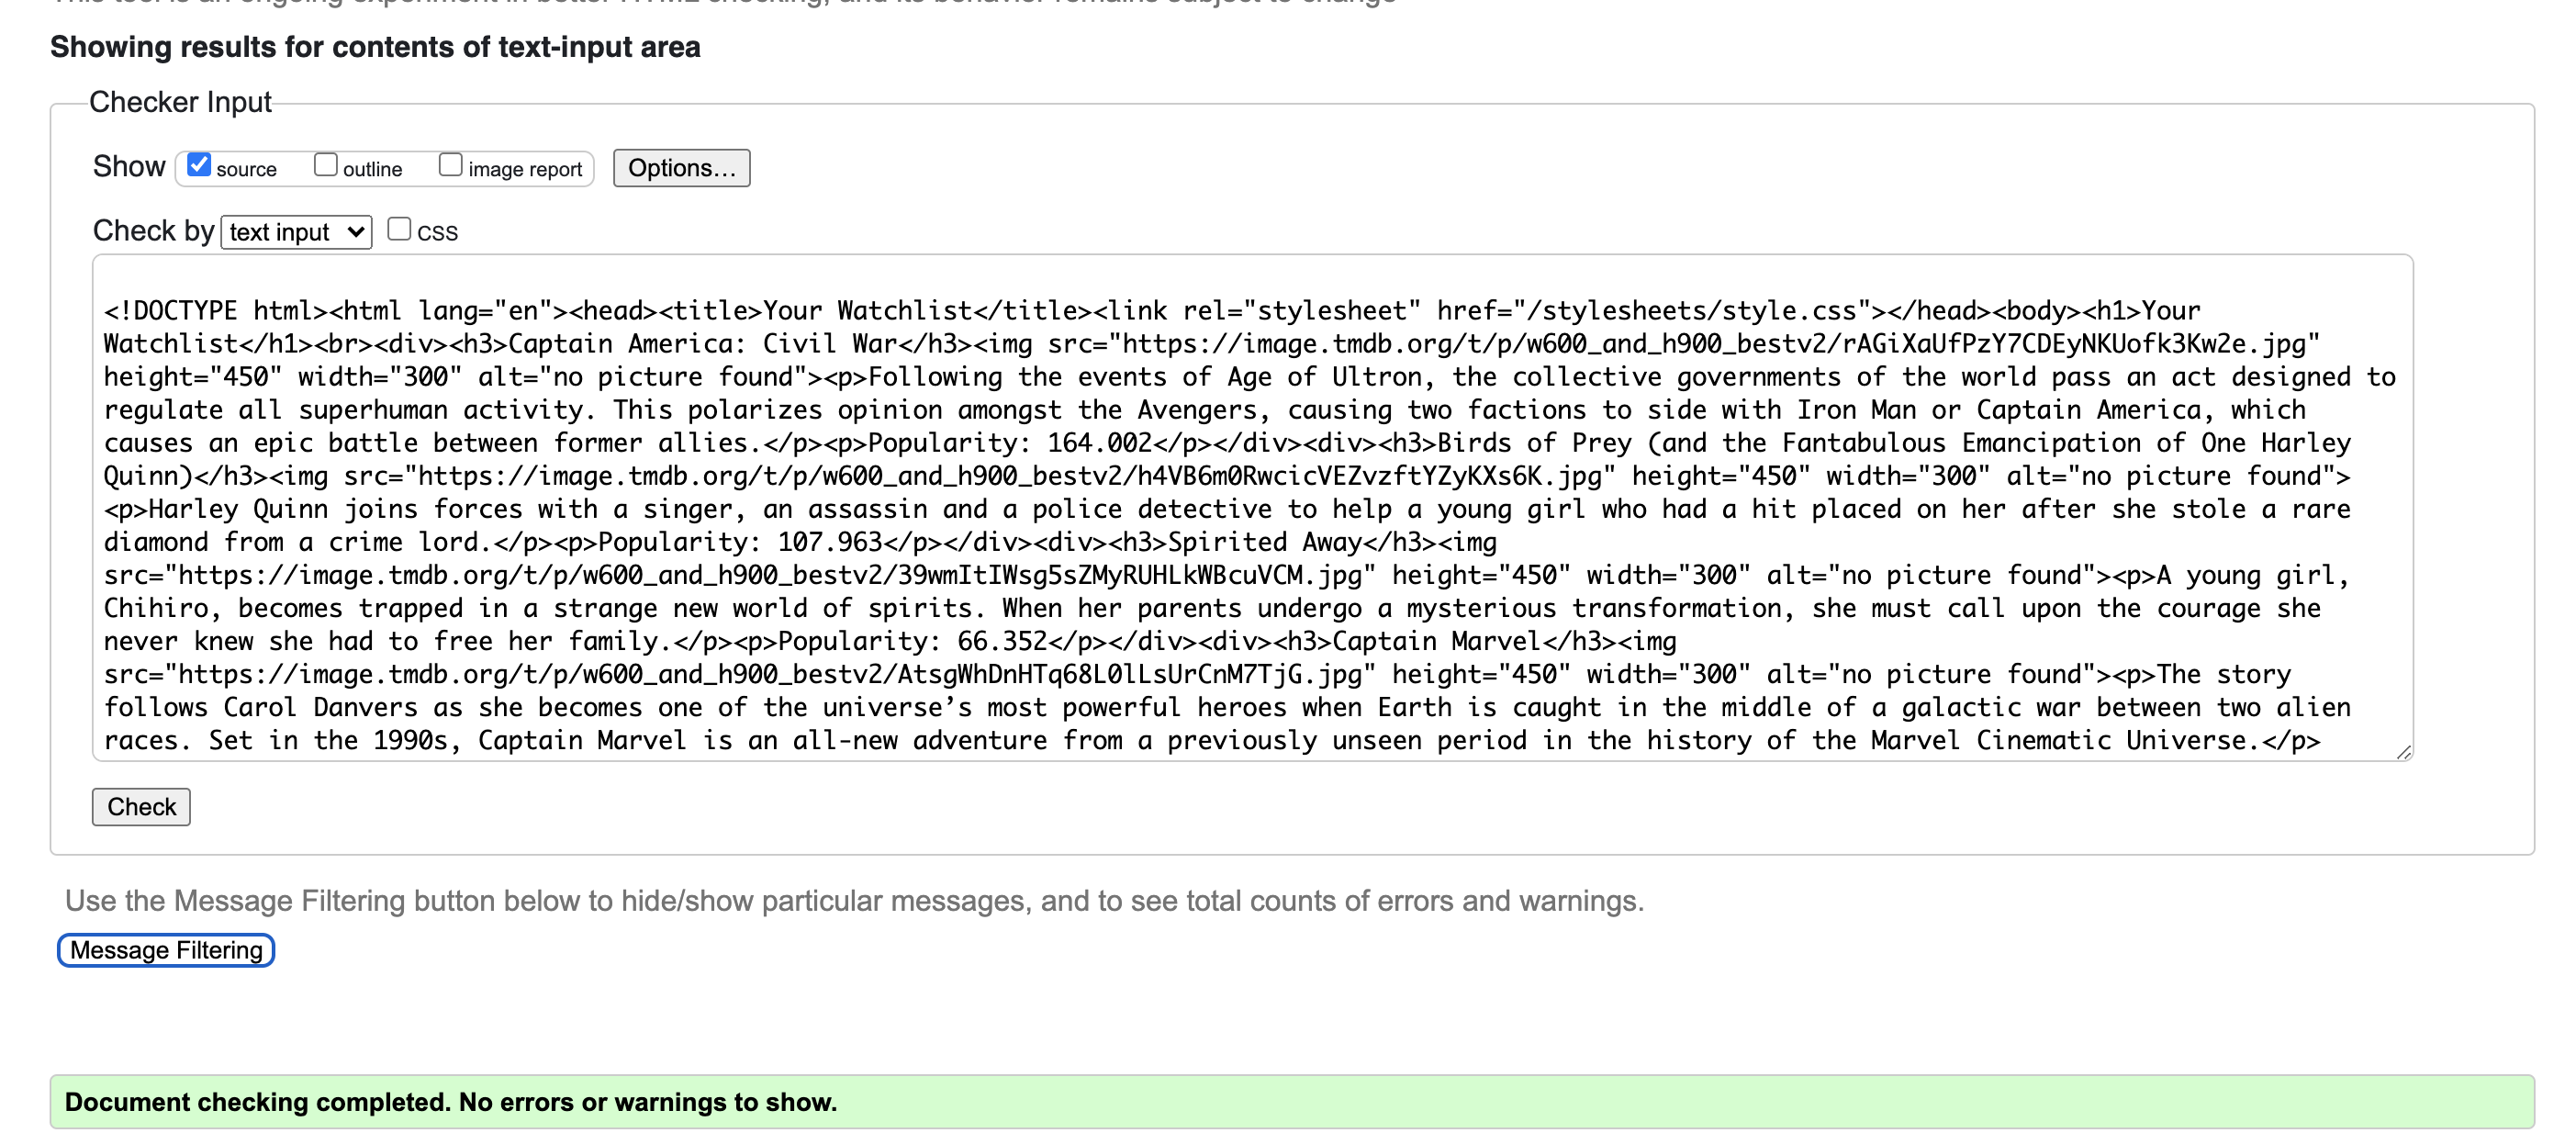 This tool is an ongoing experiment in better HTML checking, and its behavior remains subject to change
Showing results for contents of text-input area
Checker Input
Show source outline image report Options...
Check by text input CSS
<!DOCTYPE html><html lang="en"><head><title>Your Watchlist</title><link rel="stylesheet" href="/stylesheets/style.css"></head><body><h1>Your
Watchlist</h1><br><div><h3>Captain America: Civil War</h3><img src="https://image.tmdb.org/t/p/w600_and_h900_bestv2/rAGiXaUfPzY7CDEyNKUofk3Kw2e.jpg"
height="450" width="300" alt="no picture found"><p>Following the events of Age of Ultron, the collective governments of the world pass an act designed to
regulate all superhuman activity. This polarizes opinion amongst the Avengers, causing two factions to side with Iron Man or Captain America, which
causes an epic battle between former allies.</p><p>Popularity: 164.002</p></div><div><h3>Birds of Prey (and the Fantabulous Emancipation of One Harley
Quinn)</h3><img src="https://image.tmdb.org/t/p/w600_and_h900_bestv2/h4VB6m0RwcicVEZvzftYZyKXs6K.jpg" height="450" width="300" alt="no picture found">
<p>Harley Quinn joins forces with a singer, an assassin and a police detective to help a young girl who had a hit placed on her after she stole a rare
diamond from a crime lord.</p><p>Popularity: 107.963</p></div><div><h3>Spirited Away</h3><img
src="https://image.tmdb.org/t/p/w600_and_h900_bestv2/39wmItIWsg5sZMyRUHLkWBcuVCM.jpg" height="450" width="300" alt="no picture found"><p>A young girl,
Chihiro, becomes trapped in a strange new world of spirits. When her parents undergo a mysterious transformation, she must call upon the courage she
never knew she had to free her family.</p><p>Popularity: 66.352</p></div><div><h3>Captain Marvel</h3><img
src="https://image.tmdb.org/t/p/w600_and_h900_bestv2/AtsgWhDnHTq68L0lLsUrCnM7TjG.jpg" height="450" width="300" alt="no picture found"><p>The story
follows Carol Danvers as she becomes one of the universe’s most powerful heroes when Earth is caught in the middle of a galactic war between two alien
races. Set in the 1990s, Captain Marvel is an all-new adventure from a previously unseen period in the history of the Marvel Cinematic Universe.</p>
Check
Use the Message Filtering button below to hide/show particular messages, and to see total counts of errors and warnings.
Message Filtering
Document checking completed. No errors or warnings to show.